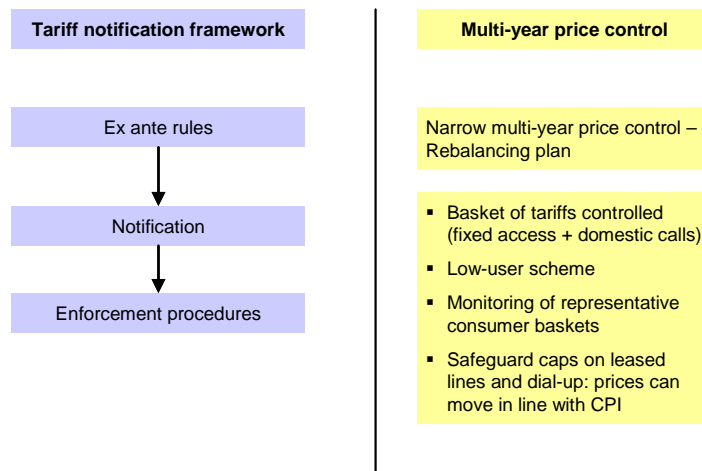 Tariff notification framework
Ex ante rules
Notification
Enforcement procedures
Multi-year price control
Narrow multi-year price control –
Rebalancing plan
▪ Basket of tariffs controlled
(fixed access + domestic calls)
▪ Low-user scheme
▪ Monitoring of representative
consumer baskets
▪ Safeguard caps on leased
lines and dial-up: prices can
move in line with CPI